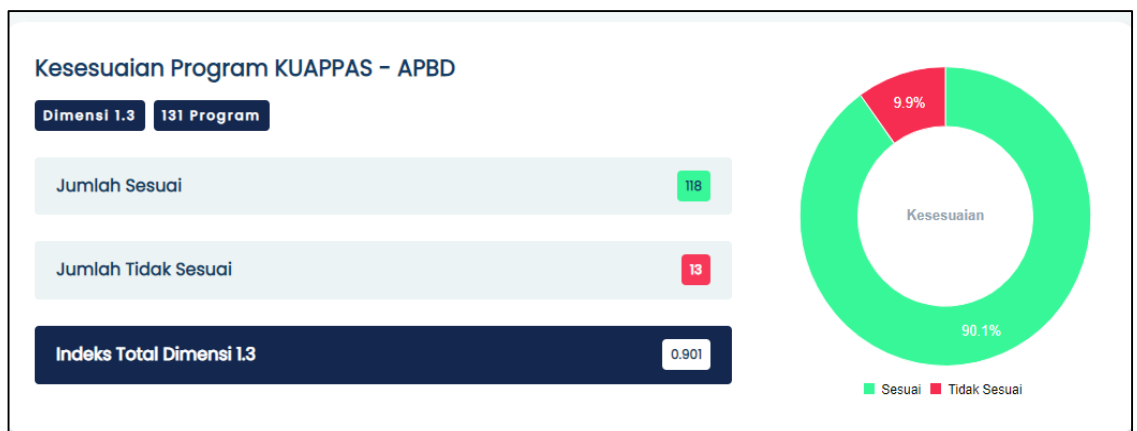 Kesesuaian Program KUAPPAS - APBD
Dimensi 1.3 131 Program
Jumlah Sesuai 118
Jumlah Tidak Sesuai 13
Indeks Total Dimensi 1.3 0.901
9.9%
Kesesuaian
90.1%
Sesuai Tidak Sesuai